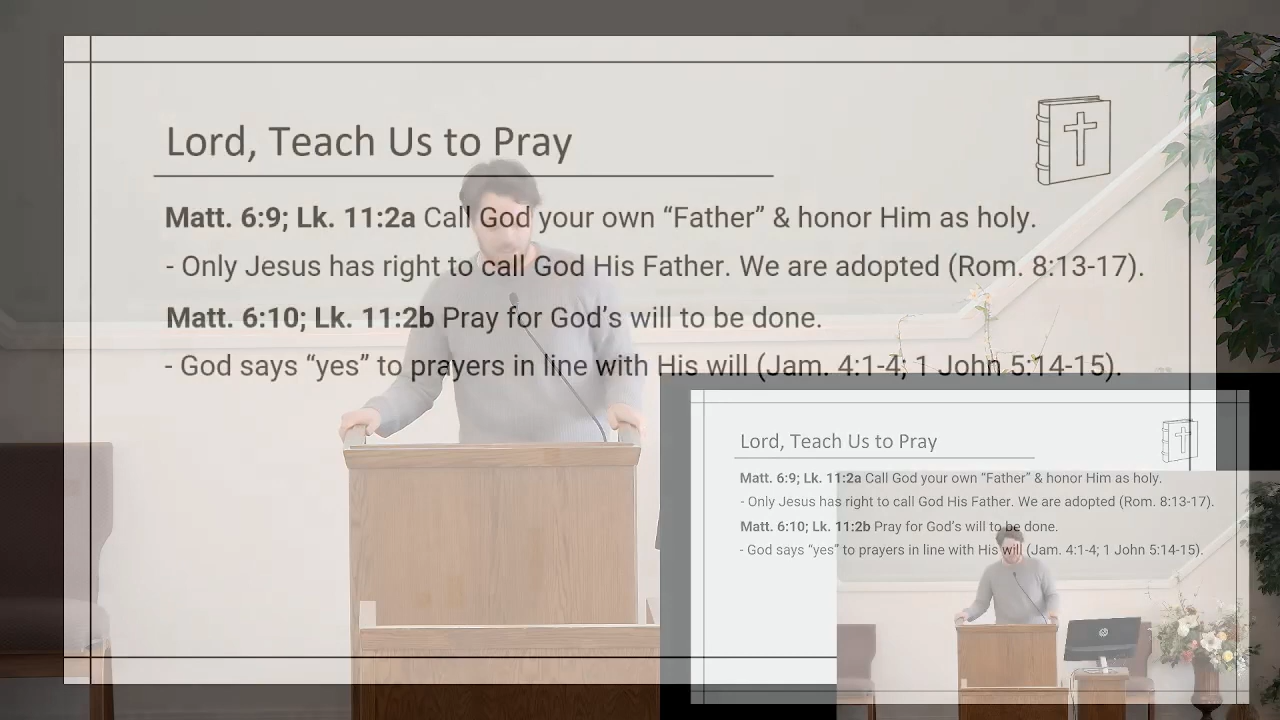 Lord, Teach Us to Pray
Matt. 6:9; Lk. 11:2a Call God your own “Father” & honor Him as holy.
- Only Jesus has right to call God His Father. We are adopted (Rom. 8:13-17).
Matt. 6:10; Lk. 11:2b Pray for God’s will to be done.
- God says “yes” to prayers in line with His will (Jam. 4:1-4; 1 John 5:14-15).
Lord, Teach Us to Pray
Matt. 6:9; Lk. 11:2a Call God your own “Father” & honor Him as holy.
- Only Jesus has right to call God His Father. We are adopted (Rom. 8:13-17).
Matt. 6:10; Lk. 11:2b Pray for God’s will to be done.
- God says “yes” to prayers in line with His will (Jam. 4:1-4; 1 John 5:14-15).
hp